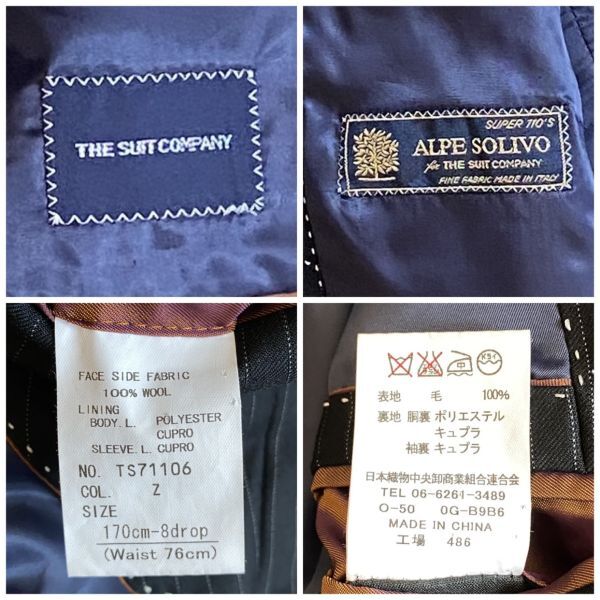 THE SUIT COMPANY
SUPER 110'S
ALPE SOLIVO
for THE SUIT COMPANY
FINE FABRIC MADE IN ITALY
FACE SIDE FABRIC
100% WOOL
LINING
BODY. L. POLYESTER
CUPRO
SLEEVE. L. CUPRO
NO. TS71106
COL. Z
SIZE
170cm-8drop
(Waist 76cm)
ドライ
表地 毛 100%
裏地 胴裏 ポリエステル
キュプラ
袖裏 キュプラ
日本織物中央卸商業組合連合会
TEL 06-6261-3489
O-50 0G-B9B6
MADE IN CHINA
工場 486